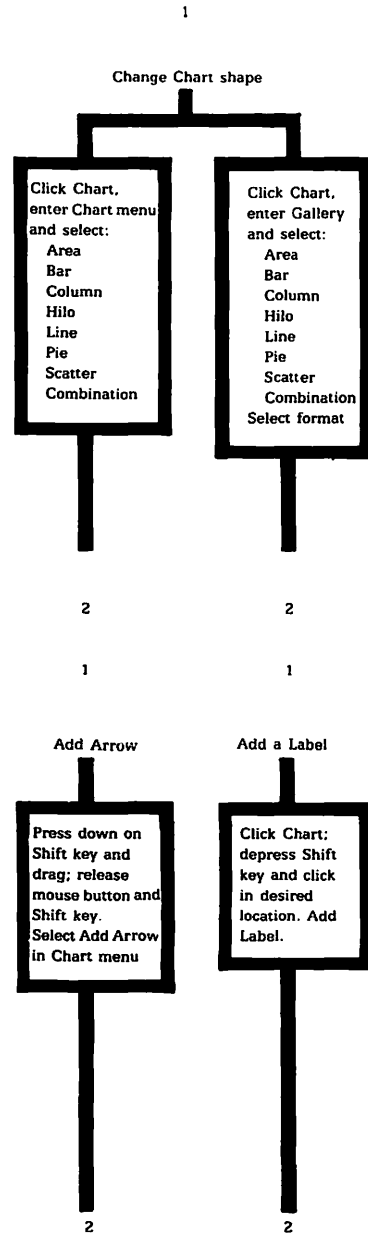 1
Change Chart shape
Click Chart,
enter Chart menu
and select:
Area
Bar
Column
Hilo
Line
Pie
Scatter
Combination
Click Chart,
enter Gallery
and select:
Area
Bar
Column
Hilo
Line
Pie
Scatter
Combination
Select format
2
2
1
1
Add Arrow
Press down on
Shift key and
drag; release
mouse button and
Shift key.
Select Add Arrow
in Chart menu
2
Add a Label
Click Chart;
depress Shift
key and click
in desired
location. Add
Label.
2